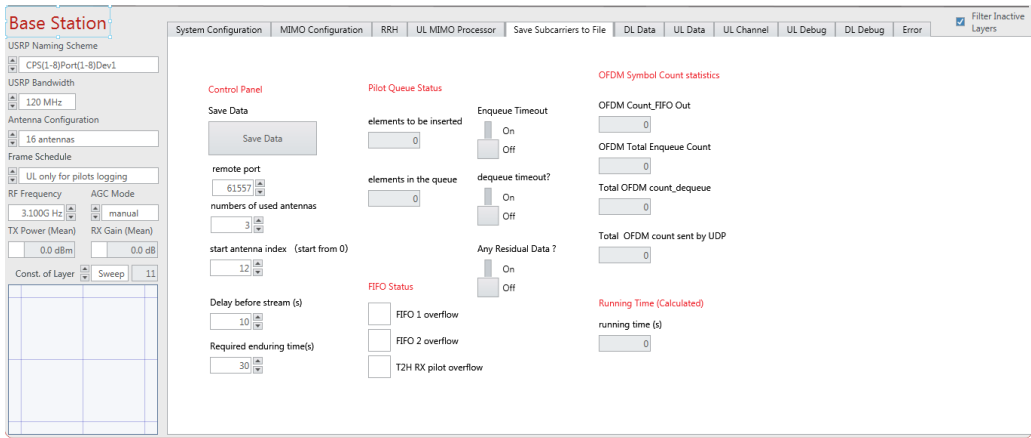 Base Station
USRP Naming Scheme
CPS(1-8)Port(1-8)Dev1
USRP Bandwidth
120 MHz
Antenna Configuration
16 antennas
Frame Schedule
UL only for pilots logging
RF Frequency AGC Mode
3.100G Hz manual
TX Power (Mean) RX Gain (Mean)
0.0 dBm 0.0 dB
Const. of Layer Sweep 11
System Configuration MIMO Configuration RRH UL MIMO Processor Save Subcarriers to File DL Data UL Data UL Channel UL Debug DL Debug Error
Filter Inactive
Layers
Control Panel
Save Data
Save Data
remote port
61557
numbers of used antennas
3
start antenna index (start from 0)
12
Delay before stream (s)
10
Required enduring time(s)
30
Pilot Queue Status
elements to be inserted
0
elements in the queue
0
Enqueue Timeout
On
Off
dequeue timeout?
On
Off
Any Residual Data ?
On
Off
FIFO Status
FIFO 1 overflow
FIFO 2 overflow
T2H RX pilot overflow
OFDM Symbol Count statistics
OFDM Count_FIFO Out
0
OFDM Total Enqueue Count
0
Total OFDM count_dequeue
0
Total OFDM count sent by UDP
0
Running Time (Calculated)
running time (s)
0